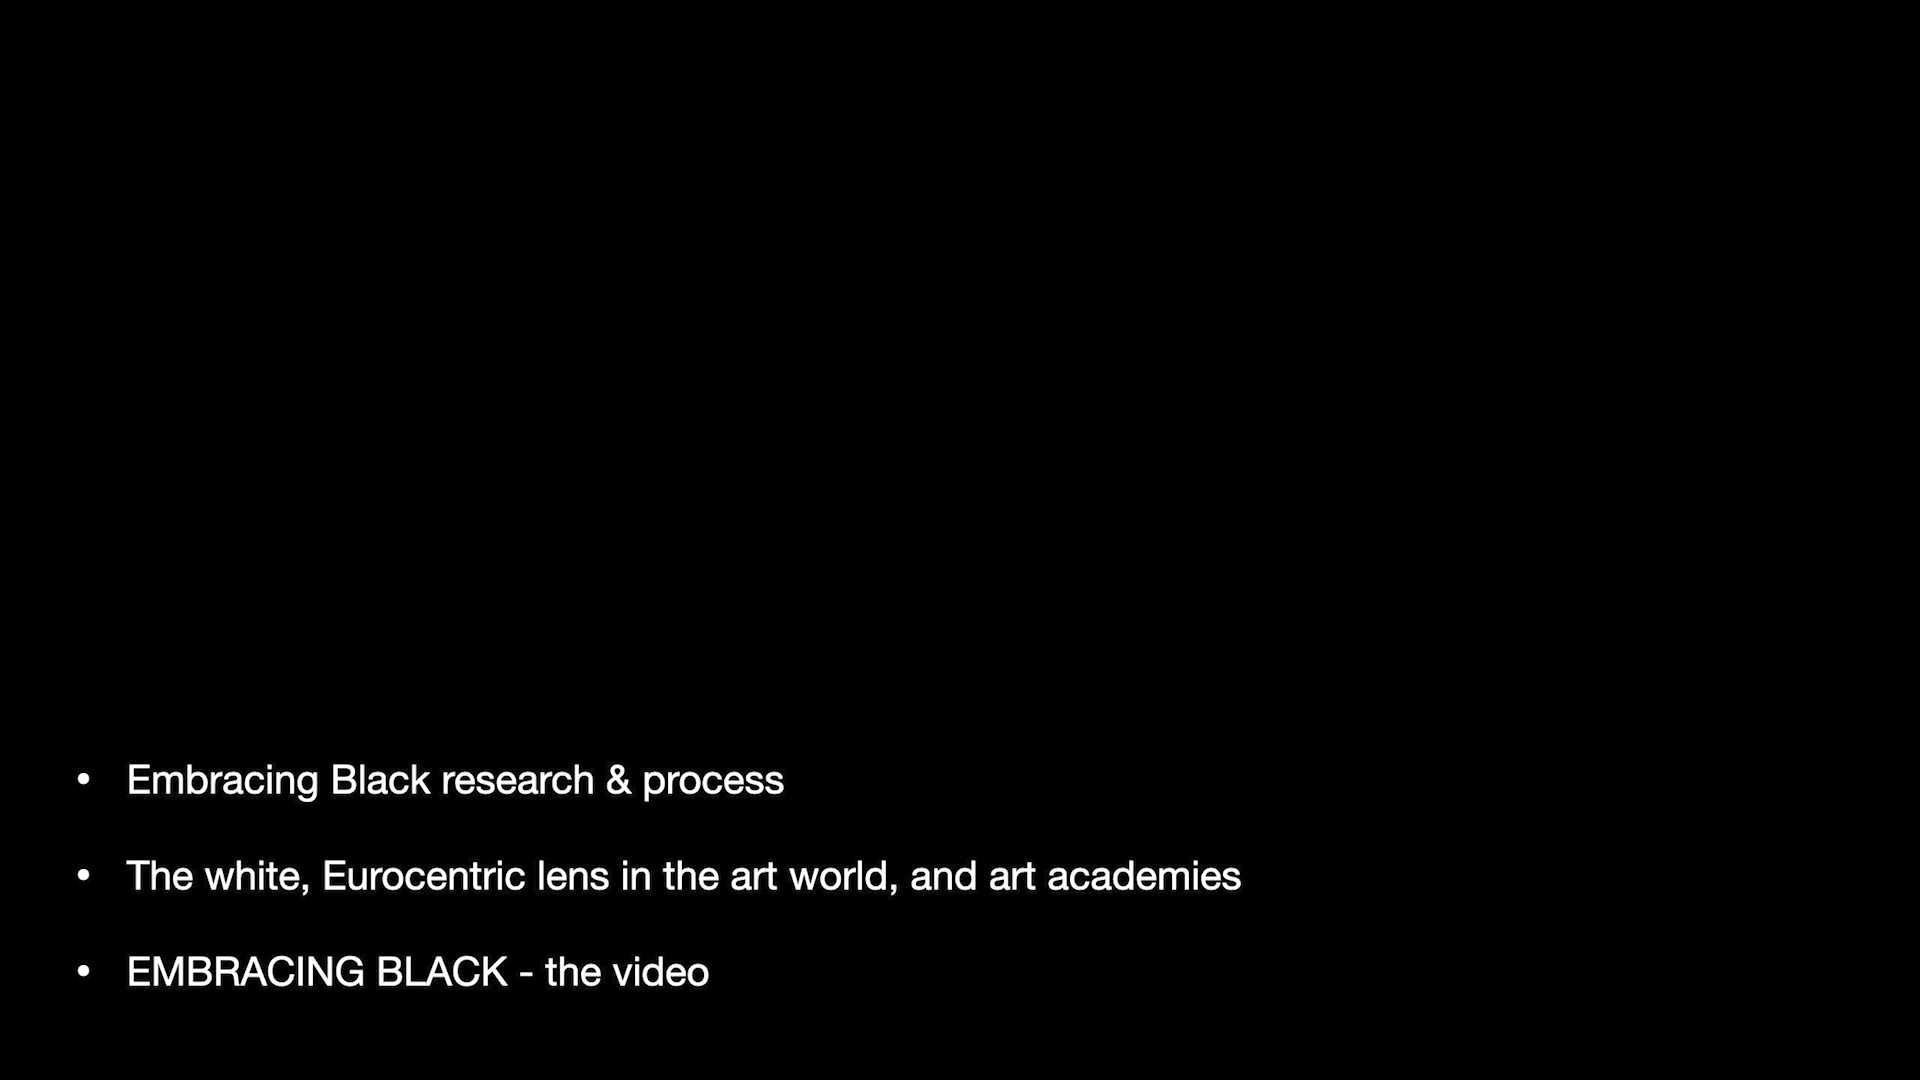 • Embracing Black research & process
• The white, Eurocentric lens in the art world, and art academies
• EMBRACING BLACK - the video